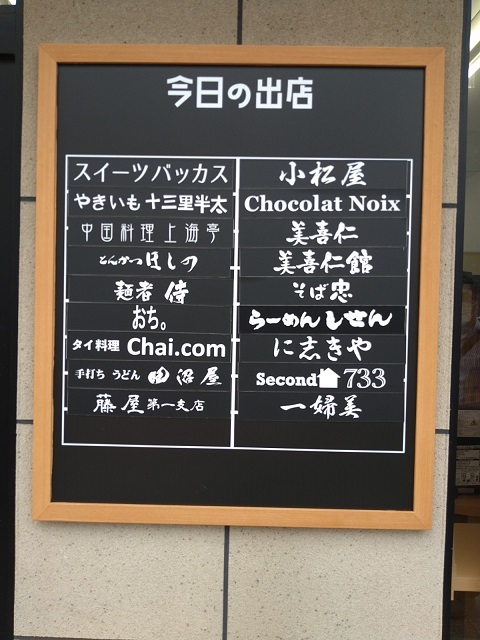 今日の出店
スイーツバッカス
やきいも 十三里半太
中国料理 上海亭
とんかつ ほしの
麺者 侍
おち。
タイ料理 Chai.com
手打ち うどん 田沼屋
藤屋 第一支店
小松屋
Chocolat Noix
美喜仁
美喜仁館
そば 忠
らーめん しせん
に志きや
Second 733
一婦美